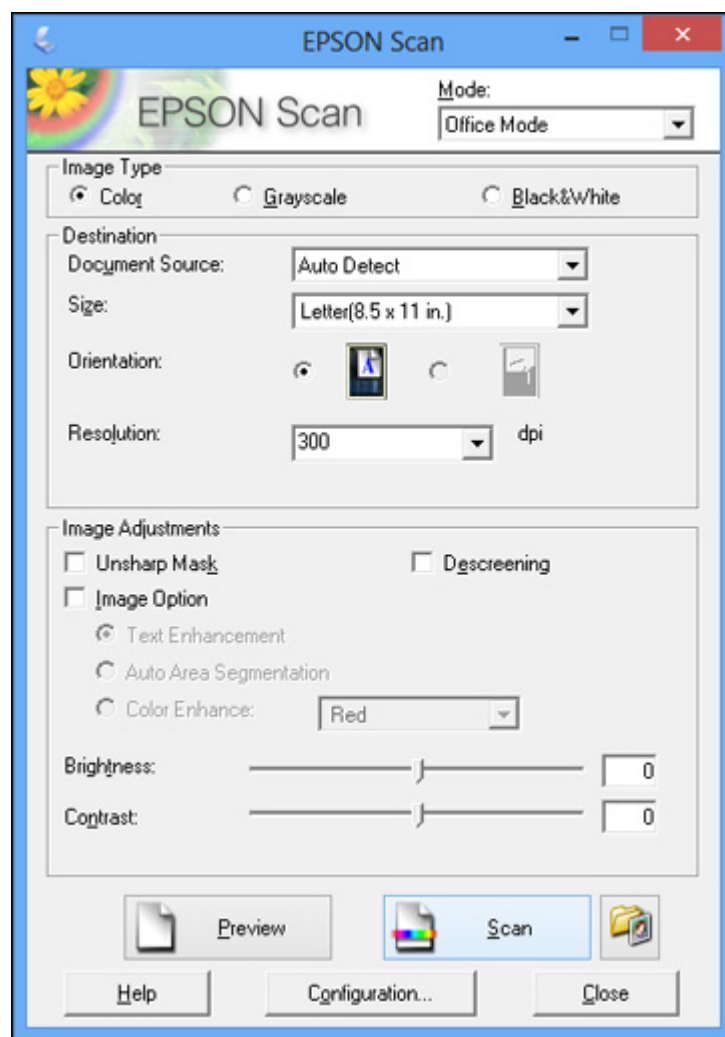 EPSON Scan
EPSON Scan
Mode:
Office Mode
Image Type
Color Grayscale Black&White
Destination
Document Source: Auto Detect
Size: Letter(8.5 x 11 in.)
Orientation: A
Resolution: 300 dpi
Image Adjustments
Unsharp Mask Descreening
Image Option
Text Enhancement
Auto Area Segmentation
Color Enhance: Red
Brightness: 0
Contrast: 0
Preview Scan
Help Configuration... Close